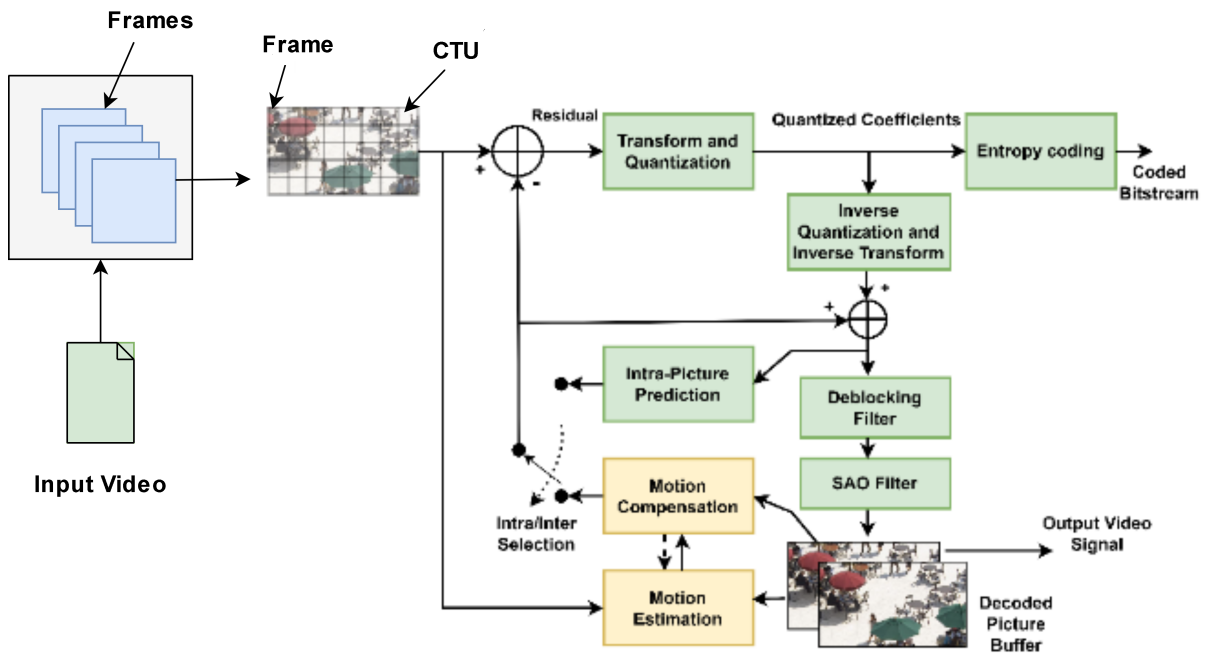 Frames
Frame
CTU
Input Video
Residual
+
-
Transform and
Quantization
Quantized Coefficients
Entropy coding
Coded
Bitstream
Inverse
Quantization and
Inverse Transform
+
+
Intra-Picture
Prediction
Deblocking
Filter
SAO Filter
Motion
Compensation
Intra/Inter
Selection
Motion
Estimation
Output Video
Signal
Decoded
Picture
Buffer